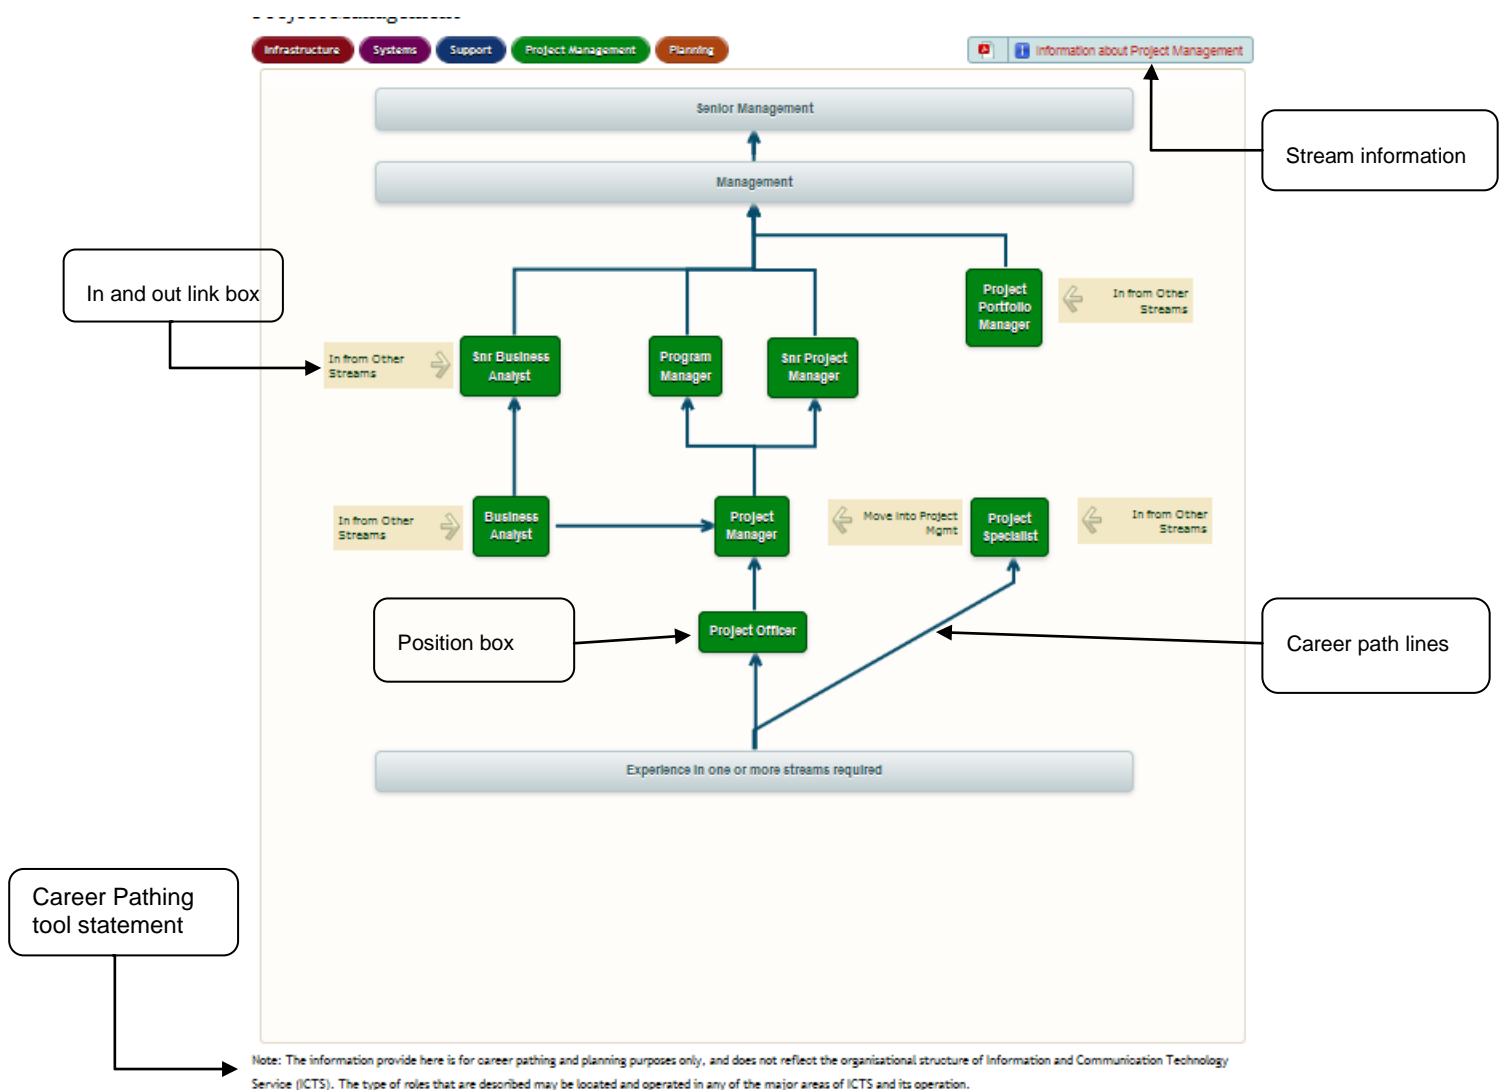 Project Management
Infrastructure
Systems
Support
Project Management
Planning
Information about Project Management
Senior Management
Stream information
Management
In and out link box
Project
Portfolio
Manager
In from Other
Streams
In from Other
Streams
Snr Business
Analyst
Program
Manager
Snr Project
Manager
In from Other
Streams
Business
Analyst
Project
Manager
Move into Project
Mgmt
Project
Specialist
In from Other
Streams
Position box
Project Officer
Career path lines
Experience in one or more streams required
Career Pathing
tool statement
Note: The information provide here is for career pathing and planning purposes only, and does not reflect the organisational structure of Information and Communication Technology
Service (ICTS). The type of roles that are described may be located and operated in any of the major areas of ICTS and its operation.